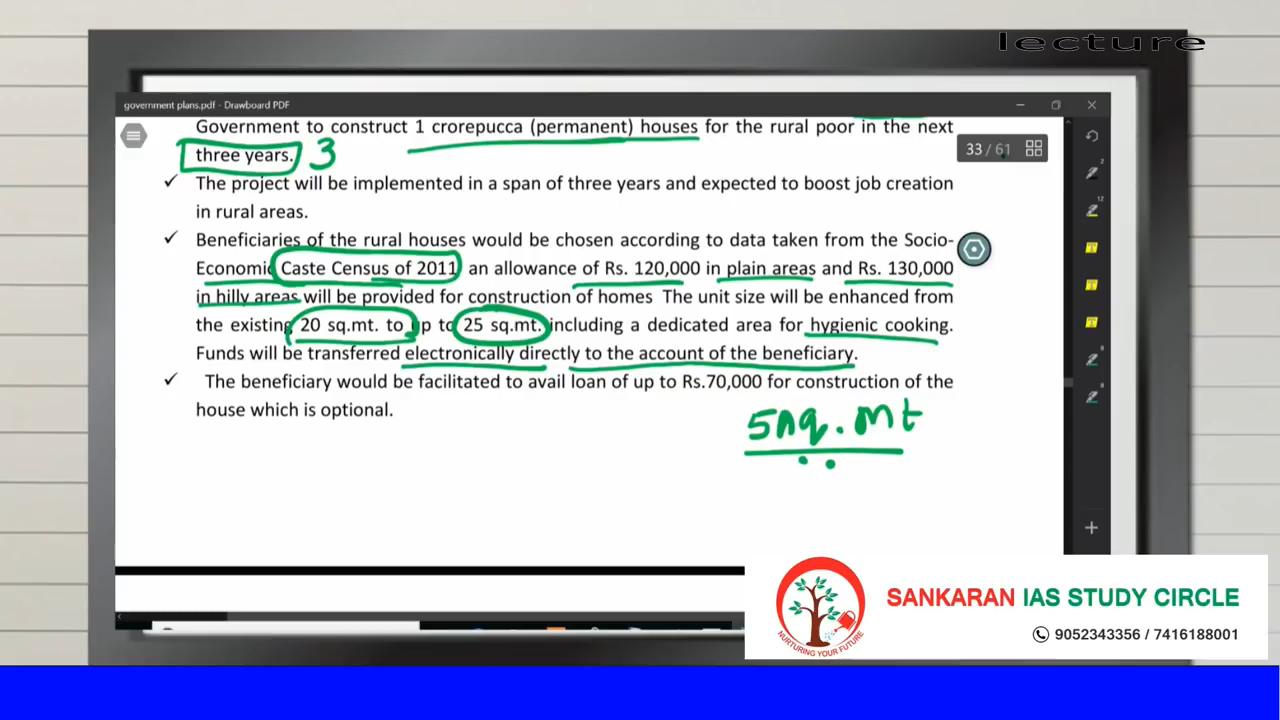 lecture
government plans.pdf - Drawboard PDF
Government to construct 1 crorepucca (permanent) houses for the rural poor in the next
33 / 61
three years. 3
✓ The project will be implemented in a span of three years and expected to boost job creation
in rural areas.
✓ Beneficiaries of the rural houses would be chosen according to data taken from the Socio-
Economic Caste Census of 2011 an allowance of Rs. 120,000 in plain areas and Rs. 130,000
in hilly areas will be provided for construction of homes The unit size will be enhanced from
the existing 20 sq.mt. to up to 25 sq.mt. including a dedicated area for hygienic cooking.
Funds will be transferred electronically directly to the account of the beneficiary.
✓ The beneficiary would be facilitated to avail loan of up to Rs.70,000 for construction of the
house which is optional.
5 sq. mt
NURTURING YOUR FUTURE
SANKARAN IAS STUDY CIRCLE
9052343356 / 7416188001